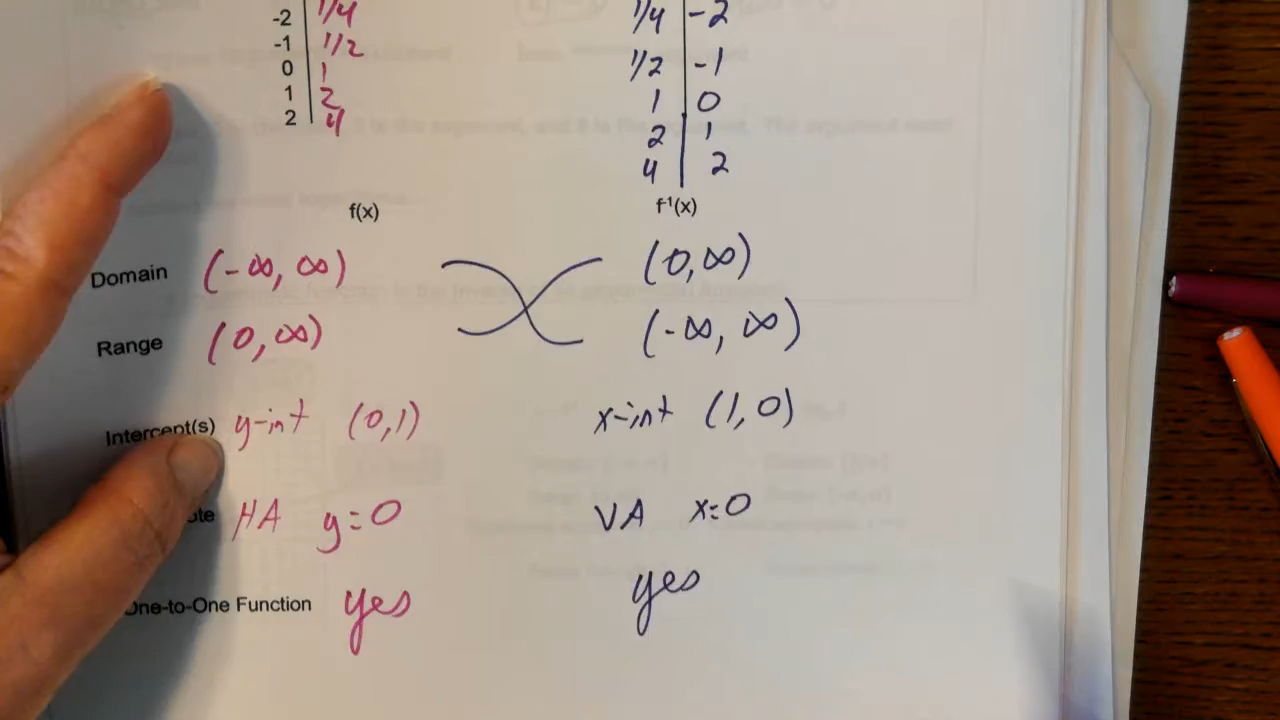 -2 1/4 1/4 -2
-1 1/2 1/2 -1
0 1 1 0
1 2 2 1
2 4 4 2
f(x) f⁻¹(x)
Domain (-∞, ∞) (0, ∞)
Range (0, ∞) (-∞, ∞)
Intercept(s) y-int (0,1) x-int (1, 0)
HA y=0 VA x=0
One-to-One Function yes yes